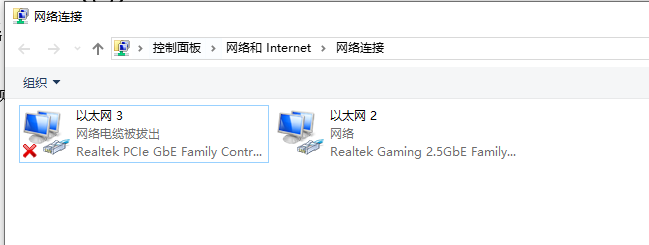 网络连接
控制面板 > 网络和 Internet > 网络连接
组织
以太网 3
网络电缆被拔出
Realtek PCIe GbE Family Contr...
以太网 2
网络
Realtek Gaming 2.5GbE Family...